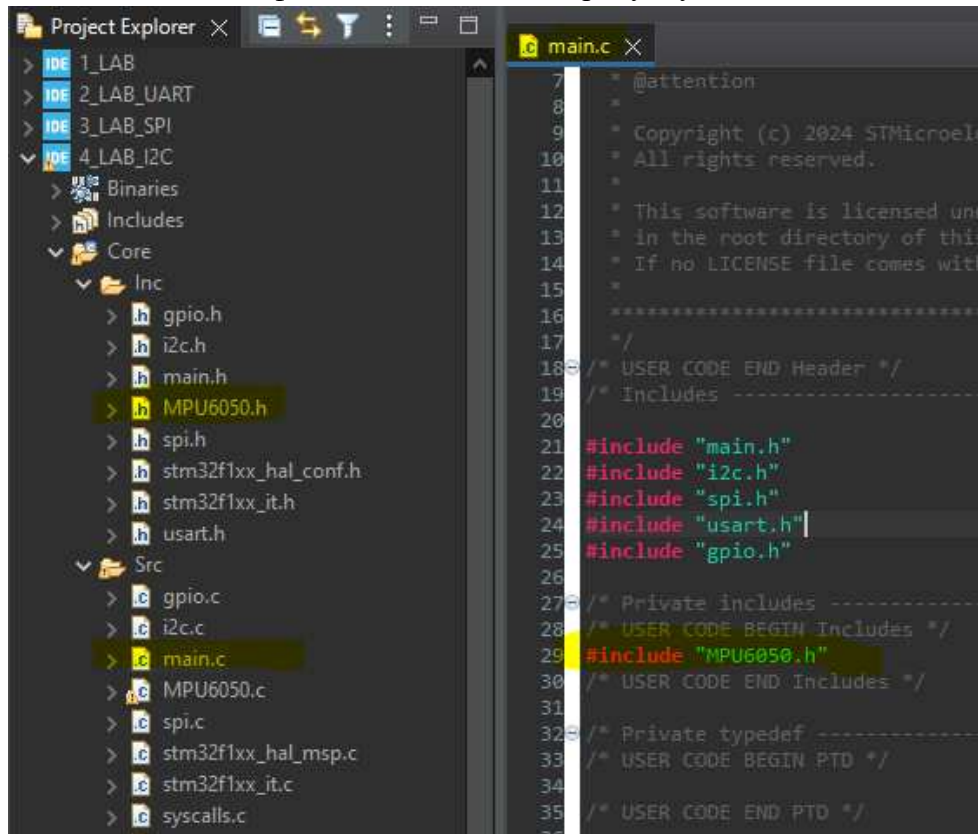 Project Explorer
1_LAB
2_LAB_UART
3_LAB_SPI
4_LAB_I2C
Binaries
Includes
Core
Inc
gpio.h
i2c.h
main.h
MPU6050.h
spi.h
stm32f1xx_hal_conf.h
stm32f1xx_it.h
usart.h
Src
gpio.c
i2c.c
main.c
MPU6050.c
spi.c
stm32f1xx_hal_msp.c
stm32f1xx_it.c
syscalls.c
main.c
7 * @attention
8 *
9 * Copyright (c) 2024
10 * All rights reserved.
11 *
12 * This software is licensed
13 * in the root directory of
14 * If no LICENSE file comes
15 *
16 ******************************
17 */
18 /* USER CODE END Header */
19 /* Includes ------------------
20
21 #include "main.h"
22 #include "i2c.h"
23 #include "spi.h"
24 #include "usart.h"
25 #include "gpio.h"
26
27 /* Private includes ------------
28 /* USER CODE BEGIN Includes */
29 #include "MPU6050.h"
30 /* USER CODE END Includes */
31
32 /* Private typedef ------------
33 /* USER CODE BEGIN PTD */
34
35 /* USER CODE END PTD */